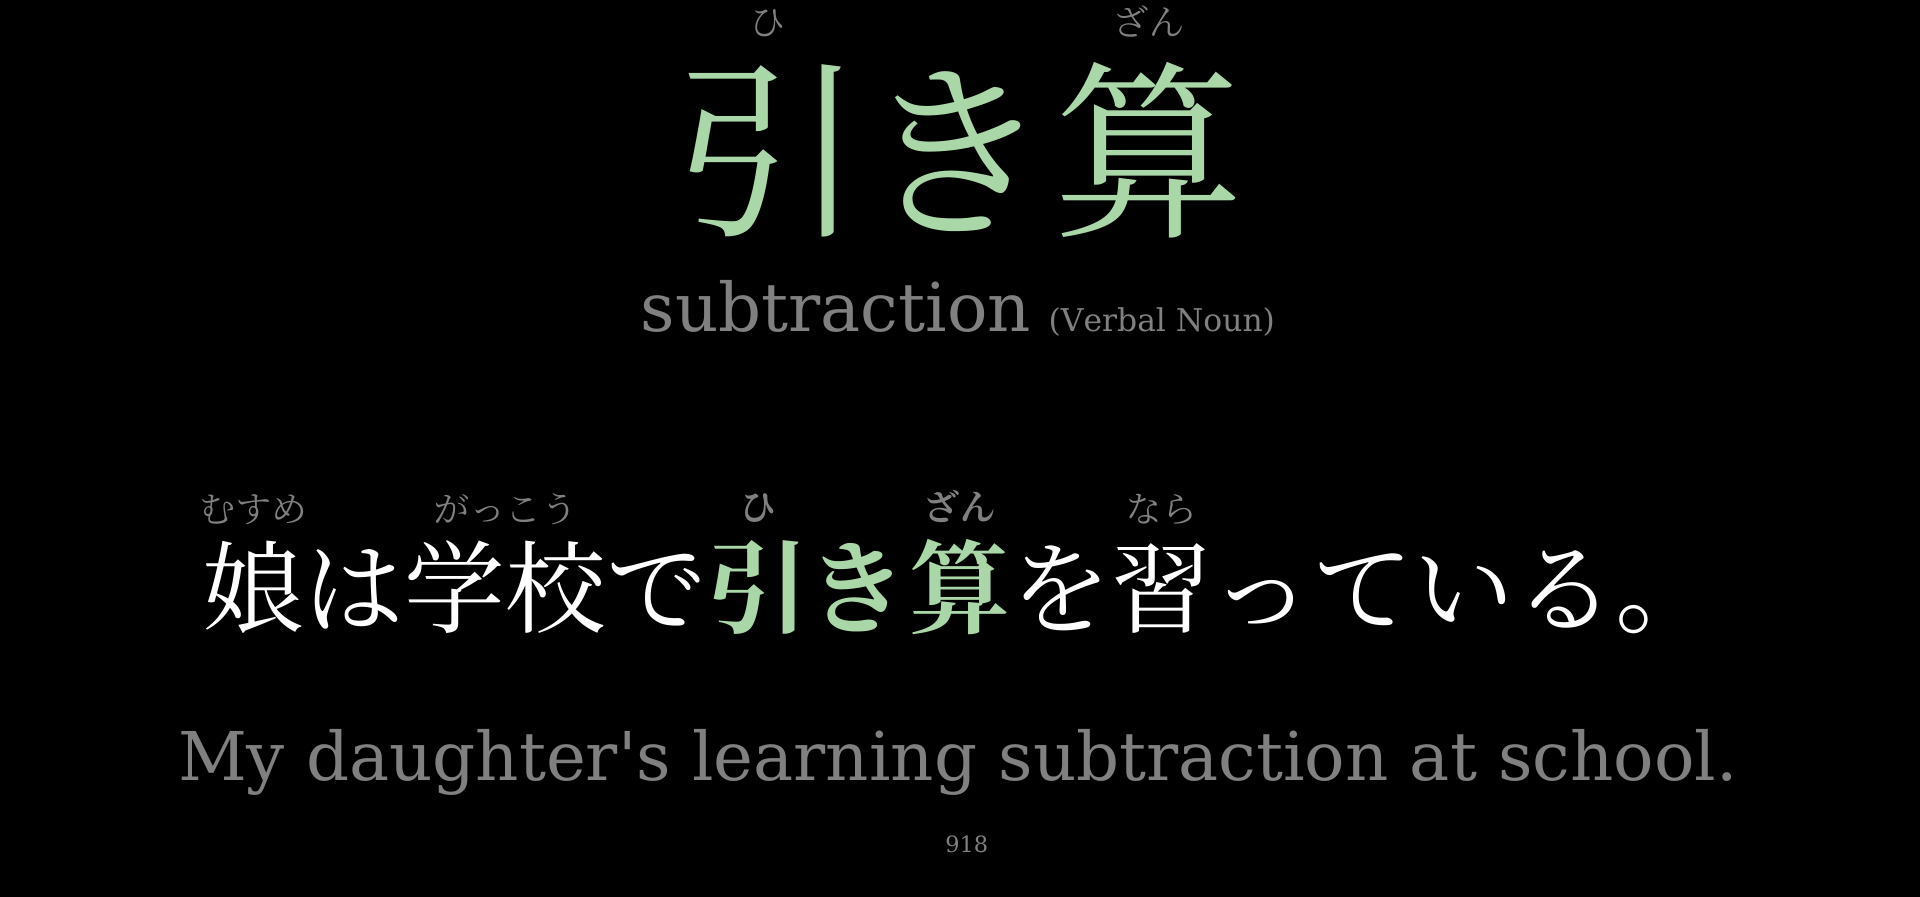 ひ ざん
引き算
subtraction (Verbal Noun)
むすめ がっこう ひ ざん なら
娘は学校で引き算を習っている。
My daughter's learning subtraction at school.
918